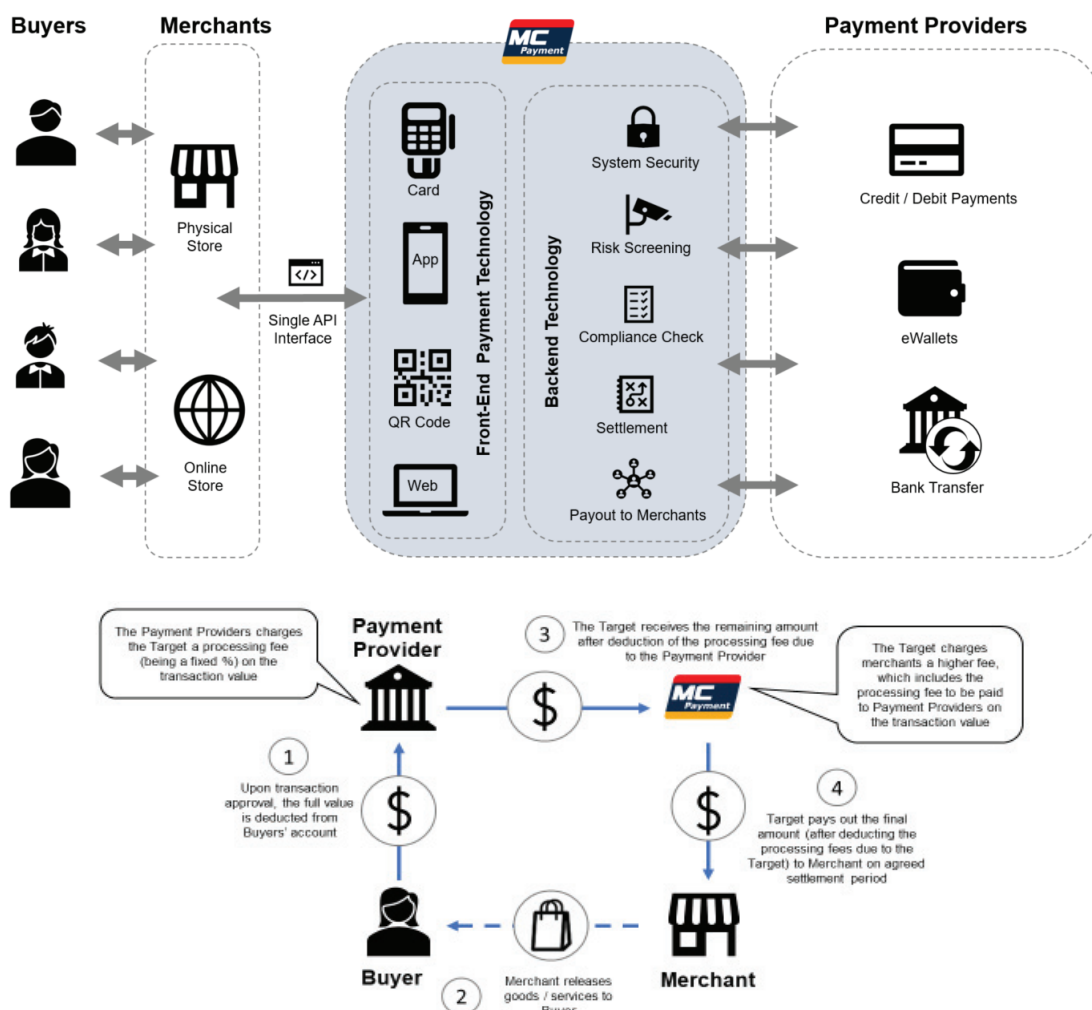 Buyers
Merchants
MC
Payment
Payment Providers
Physical
Store
Online
Store
</>
Single API
Interface
Card
App
QR Code
Web
Front-End Payment Technology
Backend Technology
System Security
Risk Screening
Compliance Check
Settlement
Payout to Merchants
Credit / Debit Payments
eWallets
Bank Transfer
The Payment Providers charges
the Target a processing fee
(being a fixed %) on the
transaction value
Payment
Provider
3
The Target receives the remaining amount
after deduction of the processing fee due
to the Payment Provider
MC
Payment
The Target charges
merchants a higher fee,
which includes the
processing fee to be paid
to Payment Providers on
the transaction value
$
1
Upon transaction
approval, the full value
is deducted from
Buyers' account
$
$
4
Target pays out the final
amount (after deducting the
processing fees due to the
Target) to Merchant on agreed
settlement period
Buyer
Merchant
2
Merchant releases
goods / services to